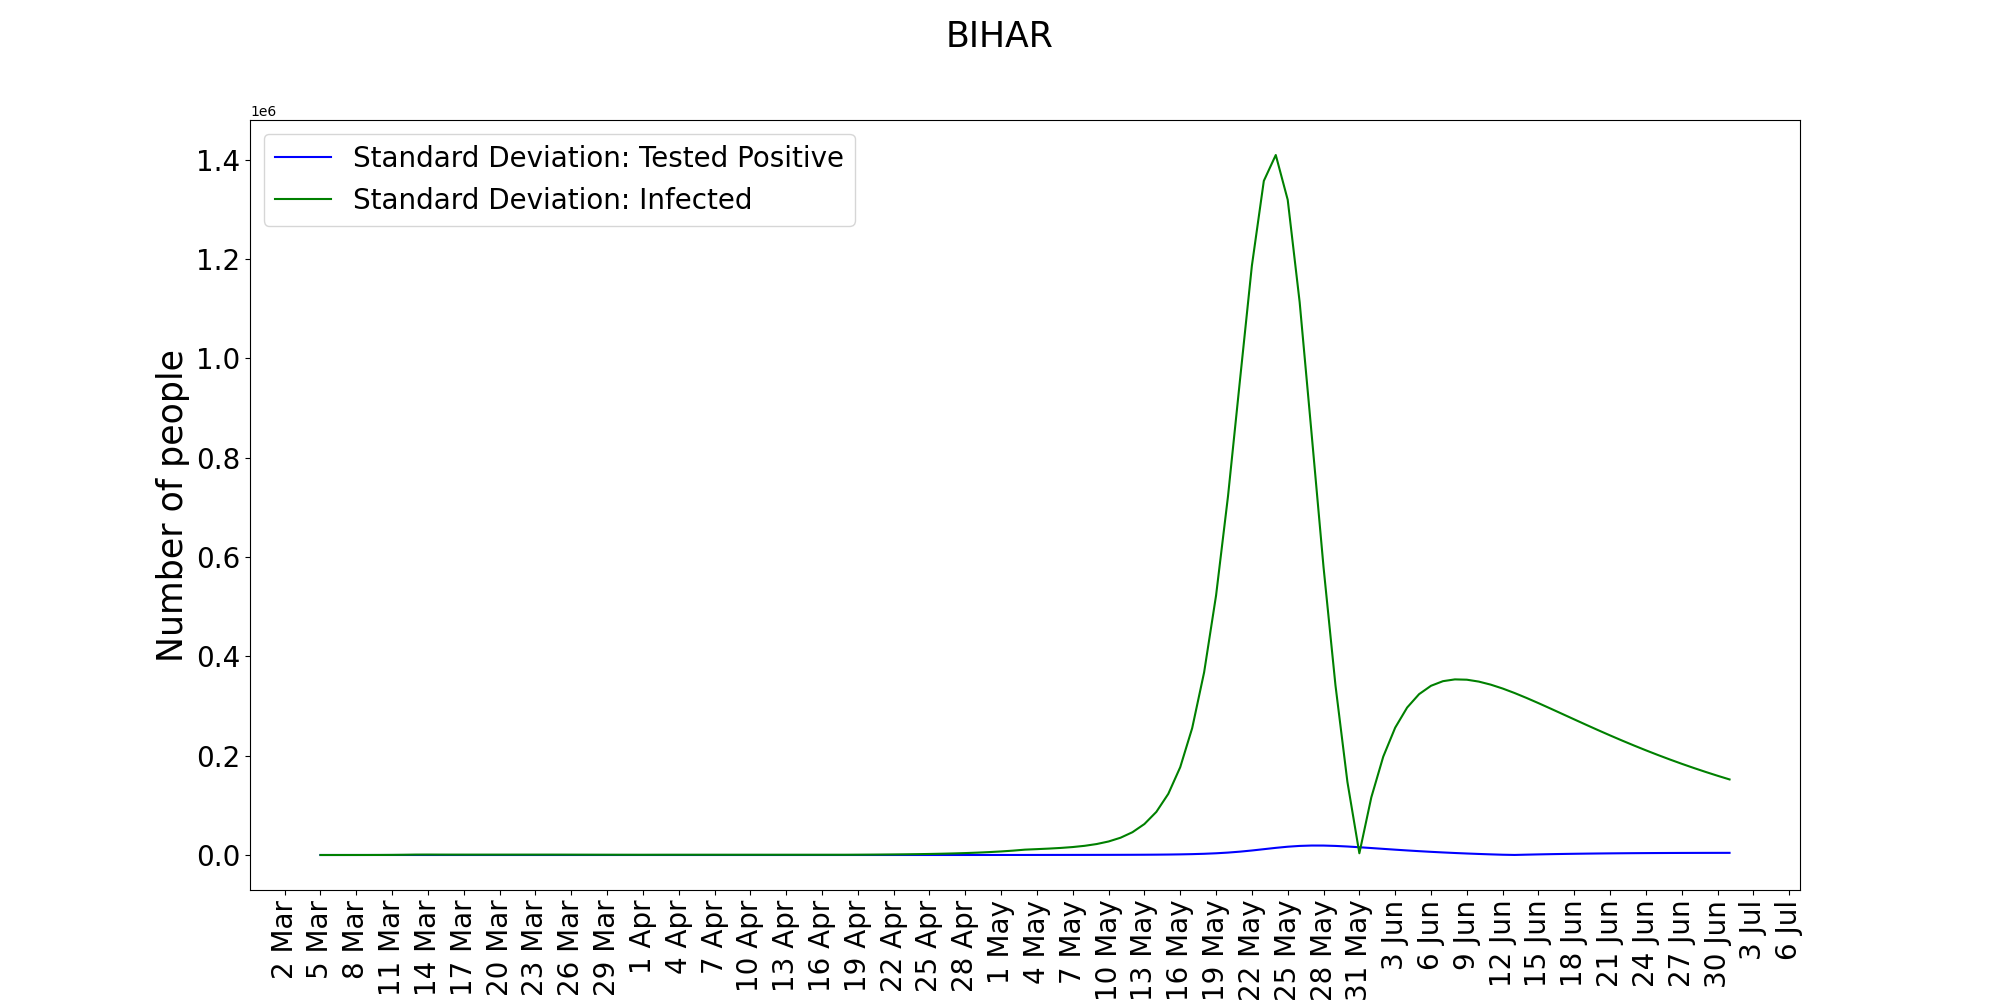 BIHAR
1e6
Standard Deviation: Tested Positive
Standard Deviation: Infected
Number of people
1.4
1.2
1.0
0.8
0.6
0.4
0.2
0.0
2 Mar
5 Mar
8 Mar
11 Mar
14 Mar
17 Mar
20 Mar
23 Mar
26 Mar
29 Mar
1 Apr
4 Apr
7 Apr
10 Apr
13 Apr
16 Apr
19 Apr
22 Apr
25 Apr
28 Apr
1 May
4 May
7 May
10 May
13 May
16 May
19 May
22 May
25 May
28 May
31 May
3 Jun
6 Jun
9 Jun
12 Jun
15 Jun
18 Jun
21 Jun
24 Jun
27 Jun
30 Jun
3 Jul
6 Jul